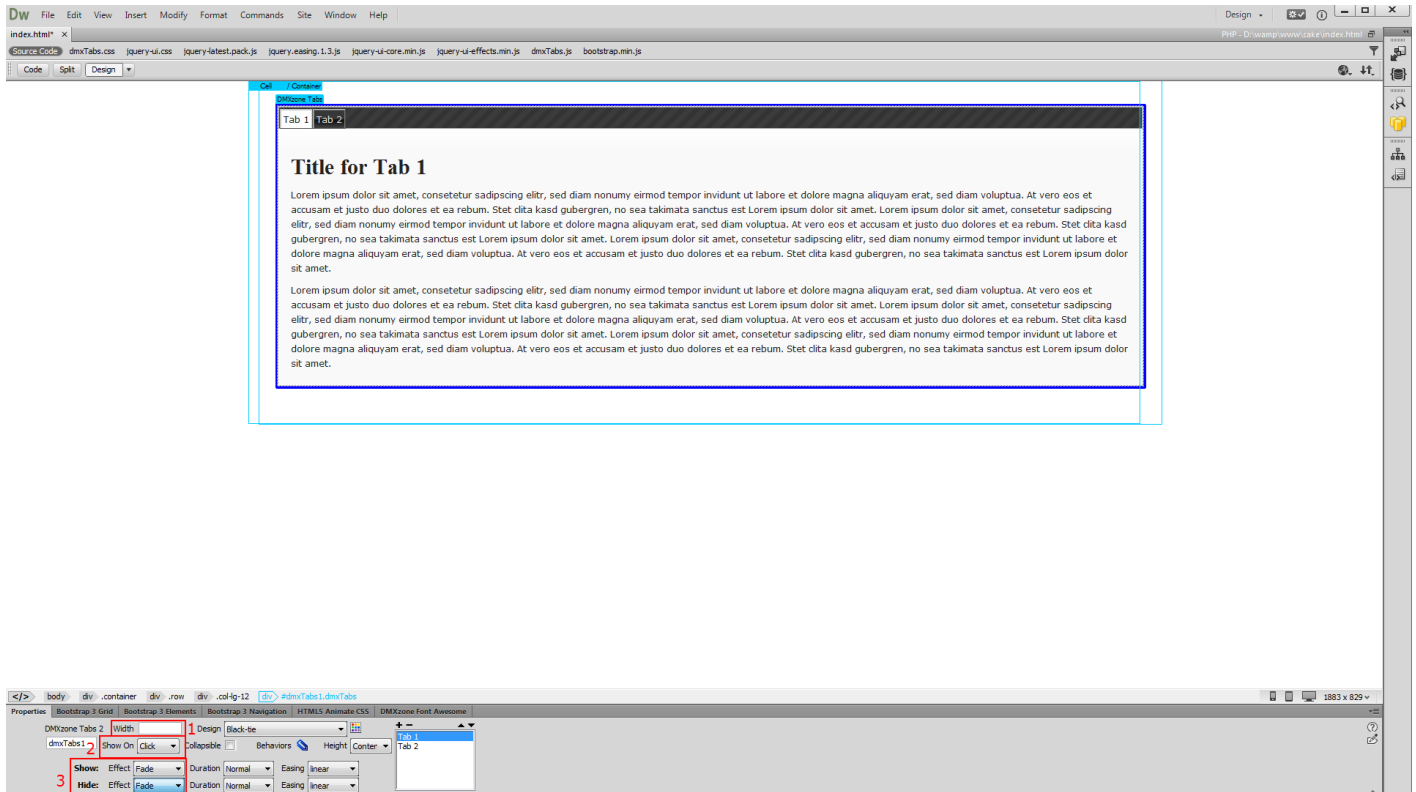 Dw File Edit View Insert Modify Format Commands Site Window Help Design
index.html* × PHP - D:\wamp\www\cake\index.html
Source Code dmxTabs.css jquery-ui.css jquery-latest.pack.js jquery.easing.1.3.js jquery-ui-core.min.js jquery-ui-effects.min.js dmxTabs.js bootstrap.min.js
Code Split Design
Cell / Container
DMXzone Tabs
Tab 1 Tab 2
Title for Tab 1
Lorem ipsum dolor sit amet, consetetur sadipscing elitr, sed diam nonumy eirmod tempor invidunt ut labore et dolore magna aliquyam erat, sed diam voluptua. At vero eos et
accusam et justo duo dolores et ea rebum. Stet clita kasd gubergren, no sea takimata sanctus est Lorem ipsum dolor sit amet. Lorem ipsum dolor sit amet, consetetur sadipscing
elitr, sed diam nonumy eirmod tempor invidunt ut labore et dolore magna aliquyam erat, sed diam voluptua. At vero eos et accusam et justo duo dolores et ea rebum. Stet clita kasd
gubergren, no sea takimata sanctus est Lorem ipsum dolor sit amet. Lorem ipsum dolor sit amet, consetetur sadipscing elitr, sed diam nonumy eirmod tempor invidunt ut labore et
dolore magna aliquyam erat, sed diam voluptua. At vero eos et accusam et justo duo dolores et ea rebum. Stet clita kasd gubergren, no sea takimata sanctus est Lorem ipsum dolor
sit amet.
Lorem ipsum dolor sit amet, consetetur sadipscing elitr, sed diam nonumy eirmod tempor invidunt ut labore et dolore magna aliquyam erat, sed diam voluptua. At vero eos et
accusam et justo duo dolores et ea rebum. Stet clita kasd gubergren, no sea takimata sanctus est Lorem ipsum dolor sit amet. Lorem ipsum dolor sit amet, consetetur sadipscing
elitr, sed diam nonumy eirmod tempor invidunt ut labore et dolore magna aliquyam erat, sed diam voluptua. At vero eos et accusam et justo duo dolores et ea rebum. Stet clita kasd
gubergren, no sea takimata sanctus est Lorem ipsum dolor sit amet. Lorem ipsum dolor sit amet, consetetur sadipscing elitr, sed diam nonumy eirmod tempor invidunt ut labore et
dolore magna aliquyam erat, sed diam voluptua. At vero eos et accusam et justo duo dolores et ea rebum. Stet clita kasd gubergren, no sea takimata sanctus est Lorem ipsum dolor
sit amet.
</> body div .container div .row div .col-lg-12 div #dmxTabs1.dmxTabs 1883 x 829
Properties Bootstrap 3 Grid Bootstrap 3 Elements Bootstrap 3 Navigation HTML5 Animate CSS DMXzone Font Awesome
DMXzone Tabs 2 Width 1 Design Black-tie + −
dmxTabs1 2 Show On Click Collapsible Behaviors Height Conter Tab 1
Tab 2
Show: Effect Fade Duration Normal Easing linear
3 Hide: Effect Fade Duration Normal Easing linear